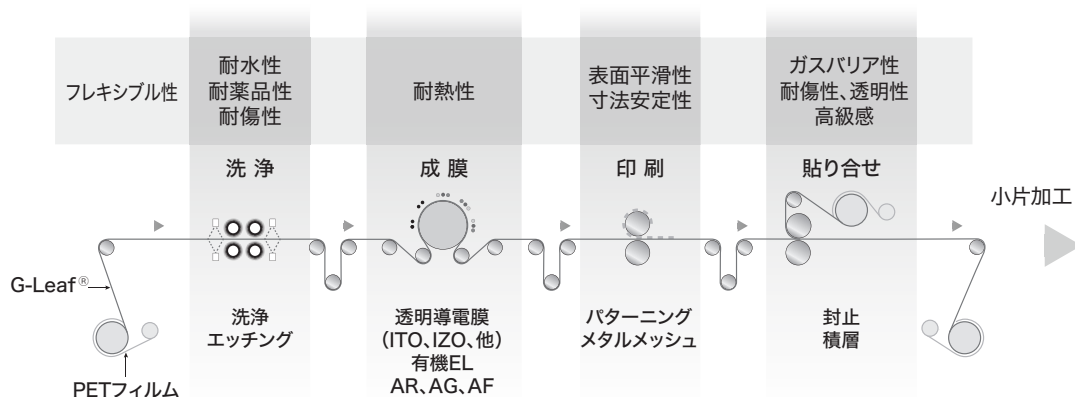 フレキシブル性
耐水性
耐薬品性
耐傷性
耐熱性
表面平滑性
寸法安定性
ガスバリア性
耐傷性、透明性
高級感
洗 浄
成 膜
印 刷
貼り合せ
小片加工
G-Leaf®
PETフィルム
洗浄
エッチング
透明導電膜
(ITO、IZO、他)
有機EL
AR、AG、AF
パターニング
メタルメッシュ
封止
積層